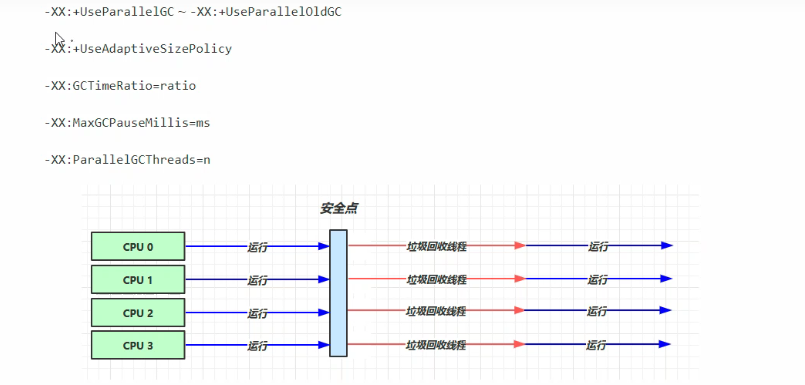 -XX:+UseParallelGC ~ -XX:+UseParallelOldGC
-XX:+UseAdaptiveSizePolicy
-XX:GCTimeRatio=ratio
-XX:MaxGCPauseMillis=ms
-XX:ParallelGCThreads=n
安全点
CPU 0 运行 垃圾回收线程 运行
CPU 1 运行 垃圾回收线程 运行
CPU 2 运行 垃圾回收线程 运行
CPU 3 运行 垃圾回收线程 运行